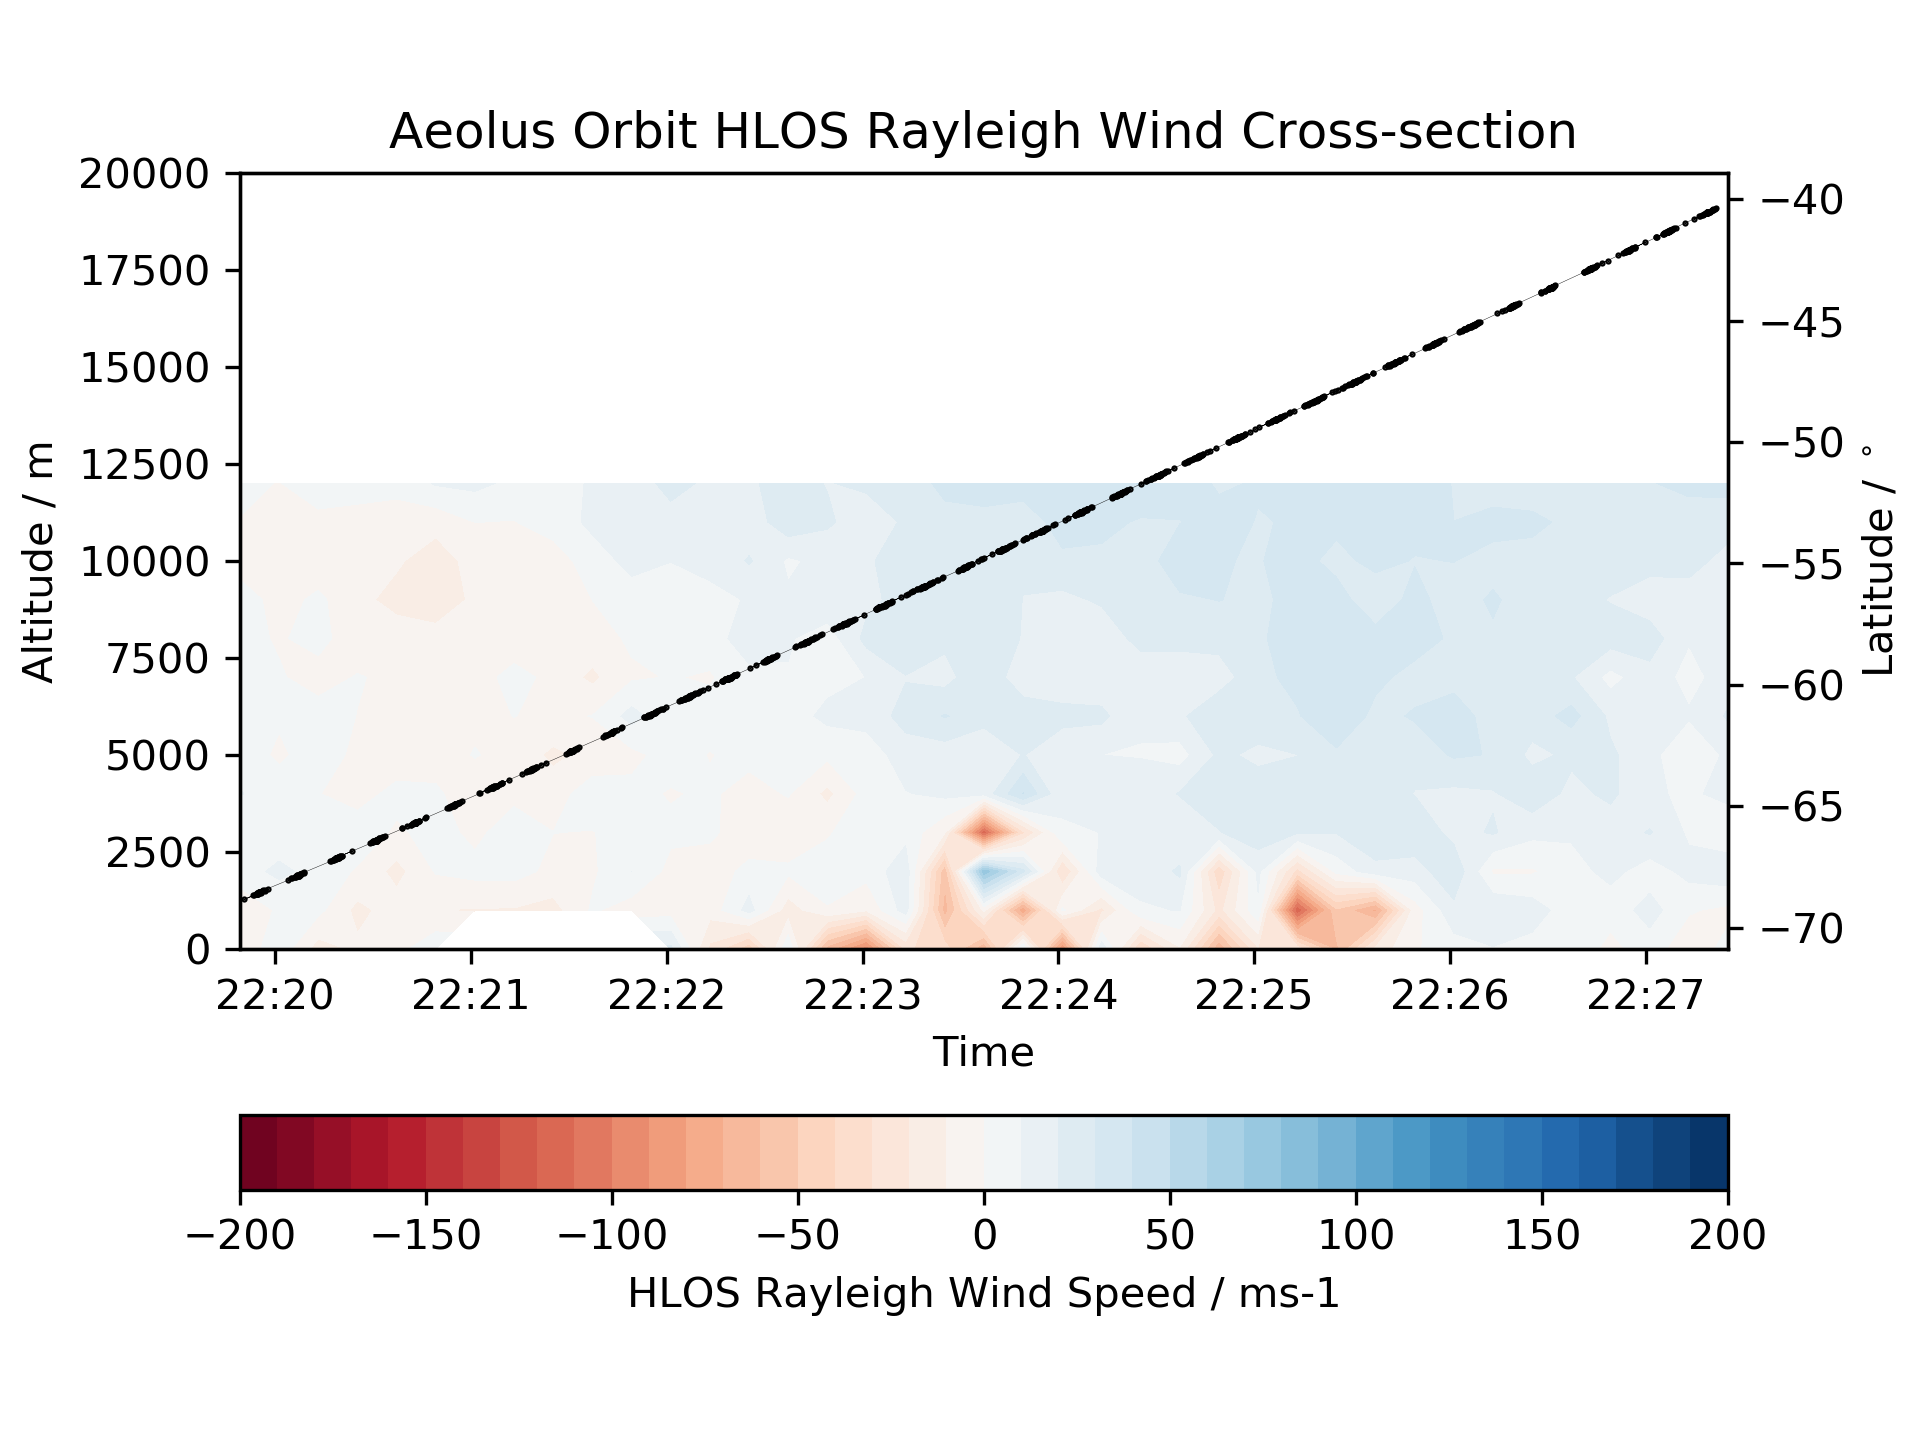 Aeolus Orbit HLOS Rayleigh Wind Cross-section
20000
17500
15000
12500
10000
7500
5000
2500
0
Altitude / m
−40
−45
−50
−55
−60
−65
−70
Latitude / °
22:20 22:21 22:22 22:23 22:24 22:25 22:26 22:27
Time
−200 −150 −100 −50 0 50 100 150 200
HLOS Rayleigh Wind Speed / ms-1